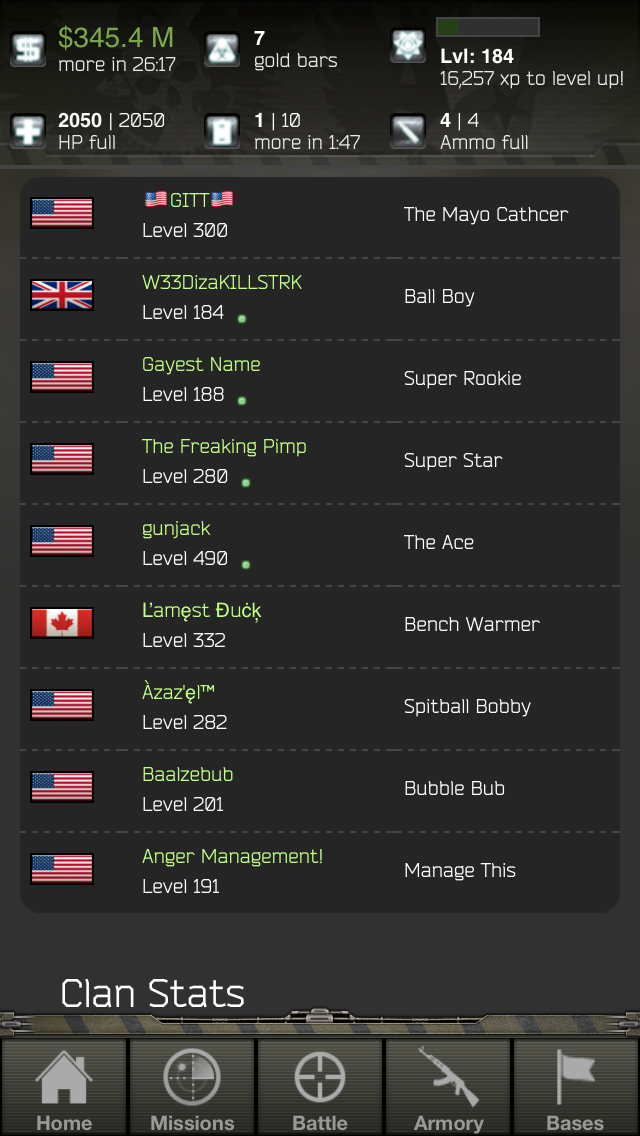 $345.4 M
more in 26:17
7
gold bars
Lvl: 184
16,257 xp to level up!
2050 | 2050
HP full
1 | 10
more in 1:47
4 | 4
Ammo full
🇺🇸GITT🇺🇸
Level 300
The Mayo Cathcer
W33DizaKILLSTRK
Level 184
Ball Boy
Gayest Name
Level 188
Super Rookie
The Freaking Pimp
Level 280
Super Star
gunjack
Level 490
The Ace
Ľamęst Đuċķ
Level 332
Bench Warmer
Àzaz'ęl™
Level 282
Spitball Bobby
Baalzebub
Level 201
Bubble Bub
Anger Management!
Level 191
Manage This
Clan Stats
Home
Missions
Battle
Armory
Bases